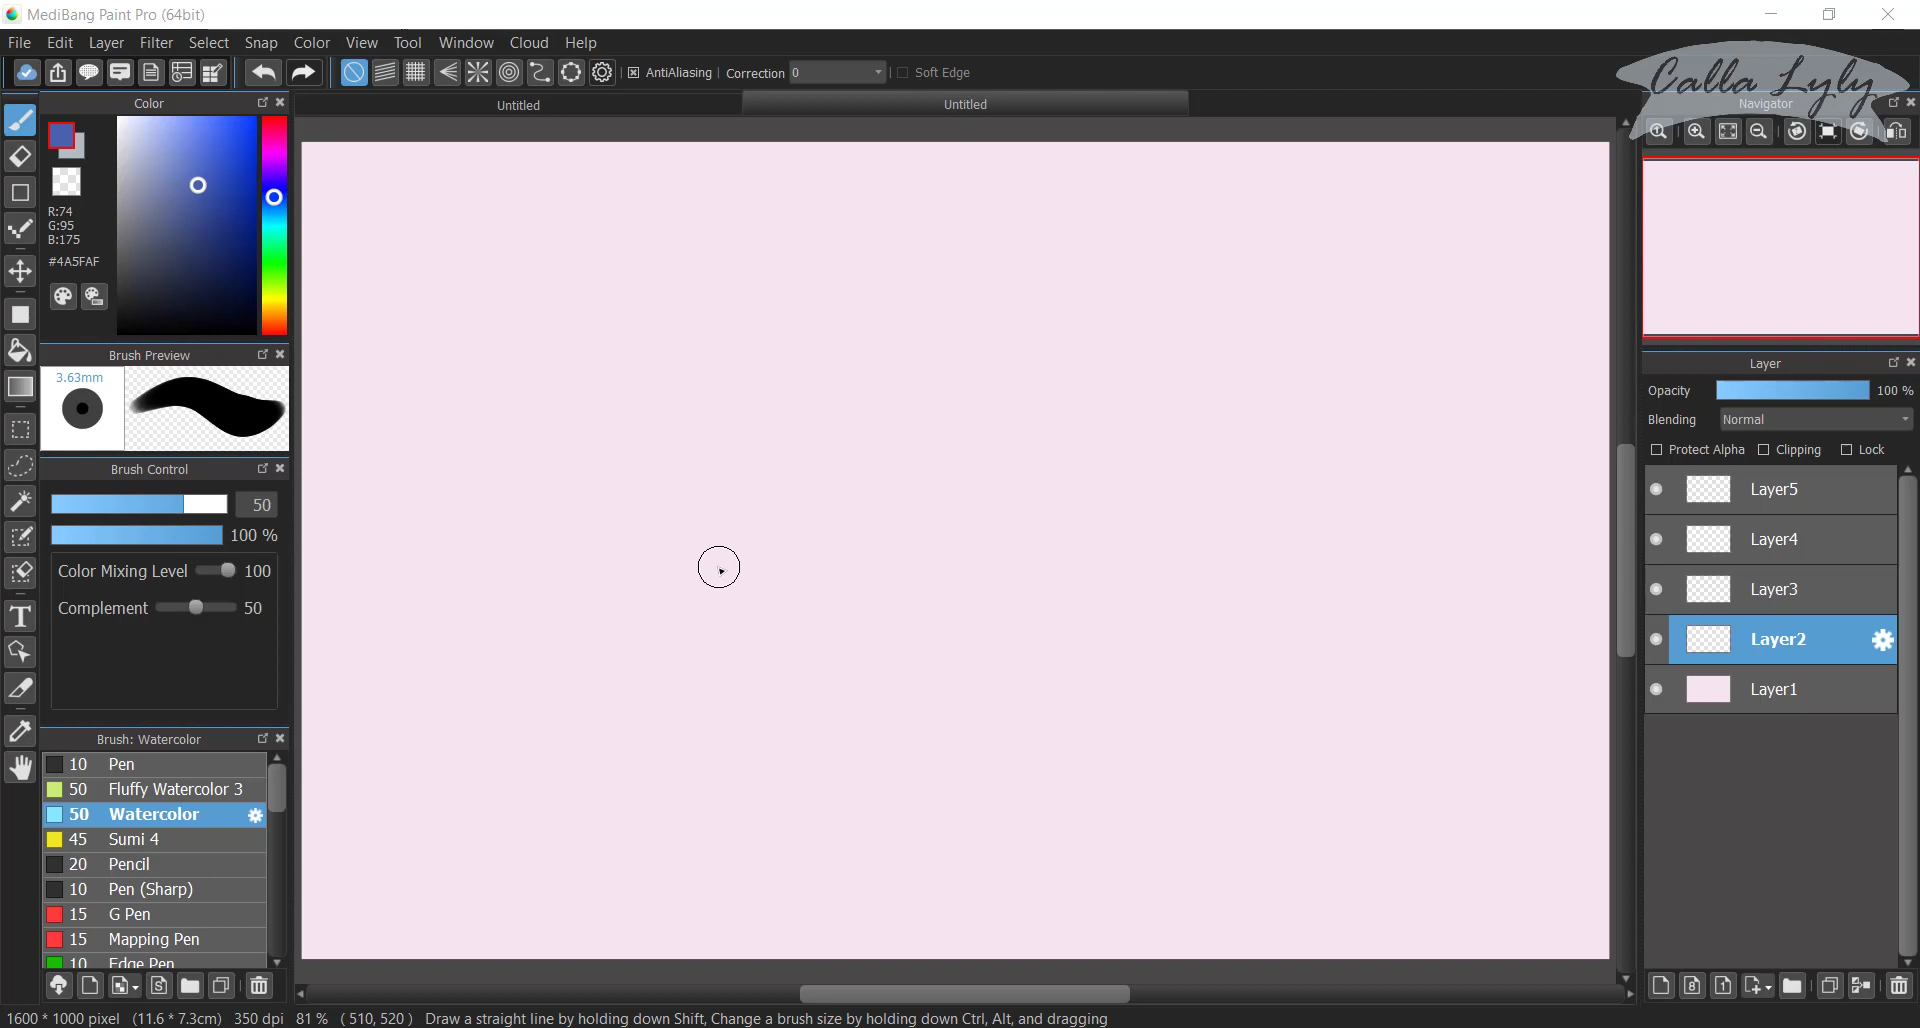 MediBang Paint Pro (64bit)
File Edit Layer Filter Select Snap Color View Tool Window Cloud Help
AntiAliasing Correction 0 Soft Edge
Calla Lyly
Color
Untitled
Untitled
Navigator
R:74
G:95
B:175
#4A5FAF
Brush Preview
3.63mm
Brush Control
50
100 %
Color Mixing Level 100
Complement 50
Brush: Watercolor
10 Pen
50 Fluffy Watercolor 3
50 Watercolor
45 Sumi 4
20 Pencil
10 Pen (Sharp)
15 G Pen
15 Mapping Pen
10 Edge Pen
Layer
Opacity 100 %
Blending Normal
Protect Alpha Clipping Lock
Layer5
Layer4
Layer3
Layer2
Layer1
1600 * 1000 pixel (11.6 * 7.3cm) 350 dpi 81 % ( 510, 520 ) Draw a straight line by holding down Shift, Change a brush size by holding down Ctrl, Alt, and dragging